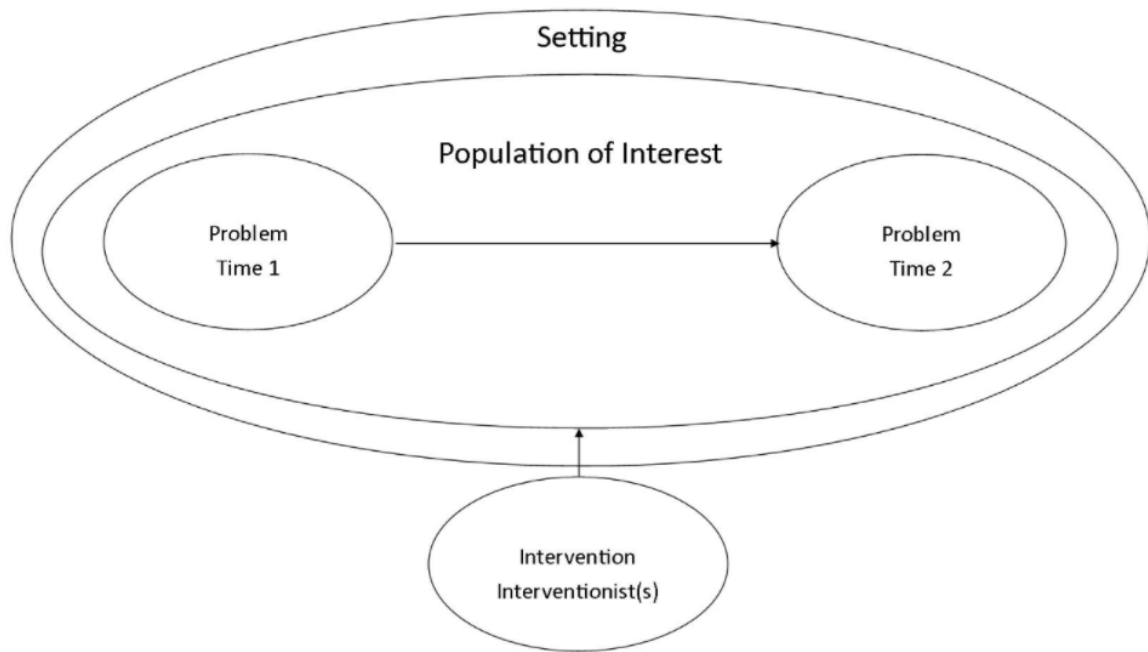 Setting
Population of Interest
Problem
Time 1
Problem
Time 2
Intervention
Interventionist(s)